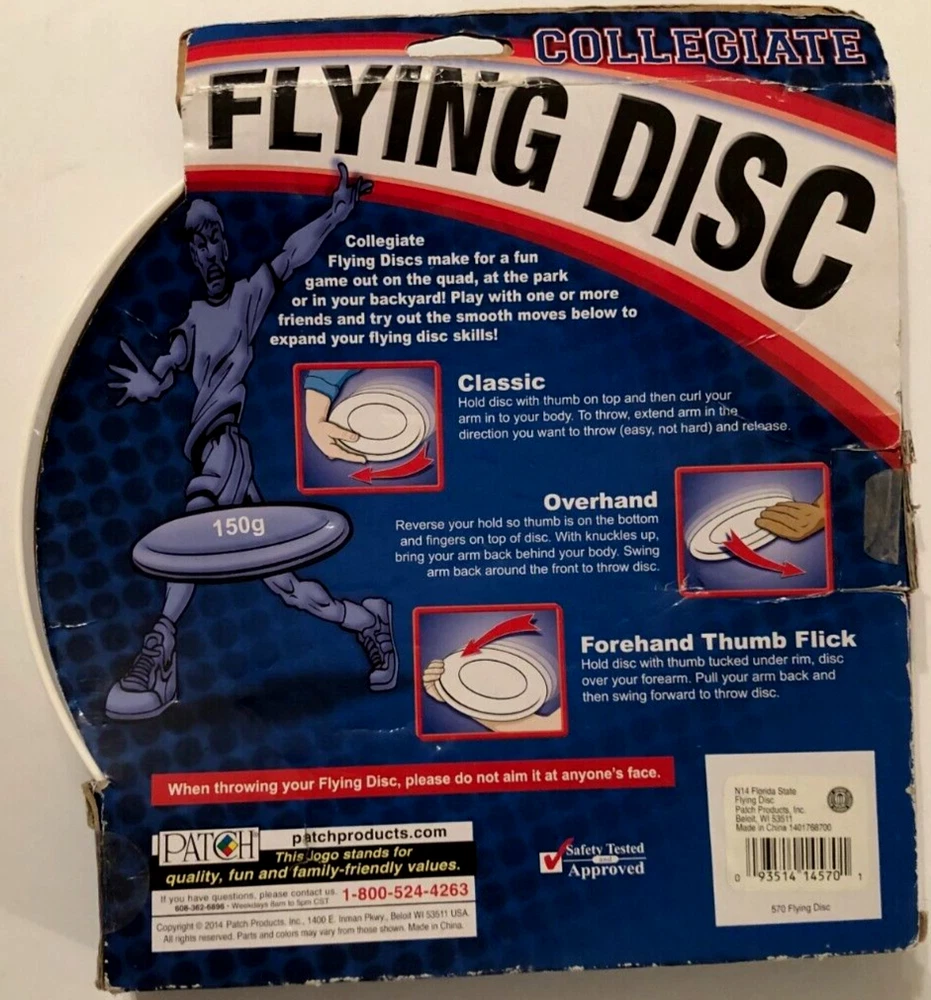 COLLEGIATE
FLYING DISC
Collegiate
Flying Discs make for a fun
game out on the quad, at the park
or in your backyard! Play with one or more
friends and try out the smooth moves below to
expand your flying disc skills!
Classic
Hold disc with thumb on top and then curl your
arm in to your body. To throw, extend arm in the
direction you want to throw (easy, not hard) and release.
150g
Overhand
Reverse your hold so thumb is on the bottom
and fingers on top of disc. With knuckles up,
bring your arm back behind your body. Swing
arm back around the front to throw disc.
Forehand Thumb Flick
Hold disc with thumb tucked under rim, disc
over your forearm. Pull your arm back and
then swing forward to throw disc.
When throwing your Flying Disc, please do not aim it at anyone's face.
PATCH®
patchproducts.com
This logo stands for
quality, fun and family-friendly values.
If you have questions, please contact us.
608-362-6896 - Weekdays 8am to 5pm CST
1-800-524-4263
Copyright © 2014 Patch Products, Inc., 1400 E. Inman Pkwy., Beloit WI 53511 USA.
All rights reserved. Parts and colors may vary from those shown. Made in China.
Safety Tested
and
Approved
N14 Florida State
Flying Disc
Patch Products, Inc.
Beloit, WI 53511
Made in China 1401768700
0 93514 14570 1
570 Flying Disc